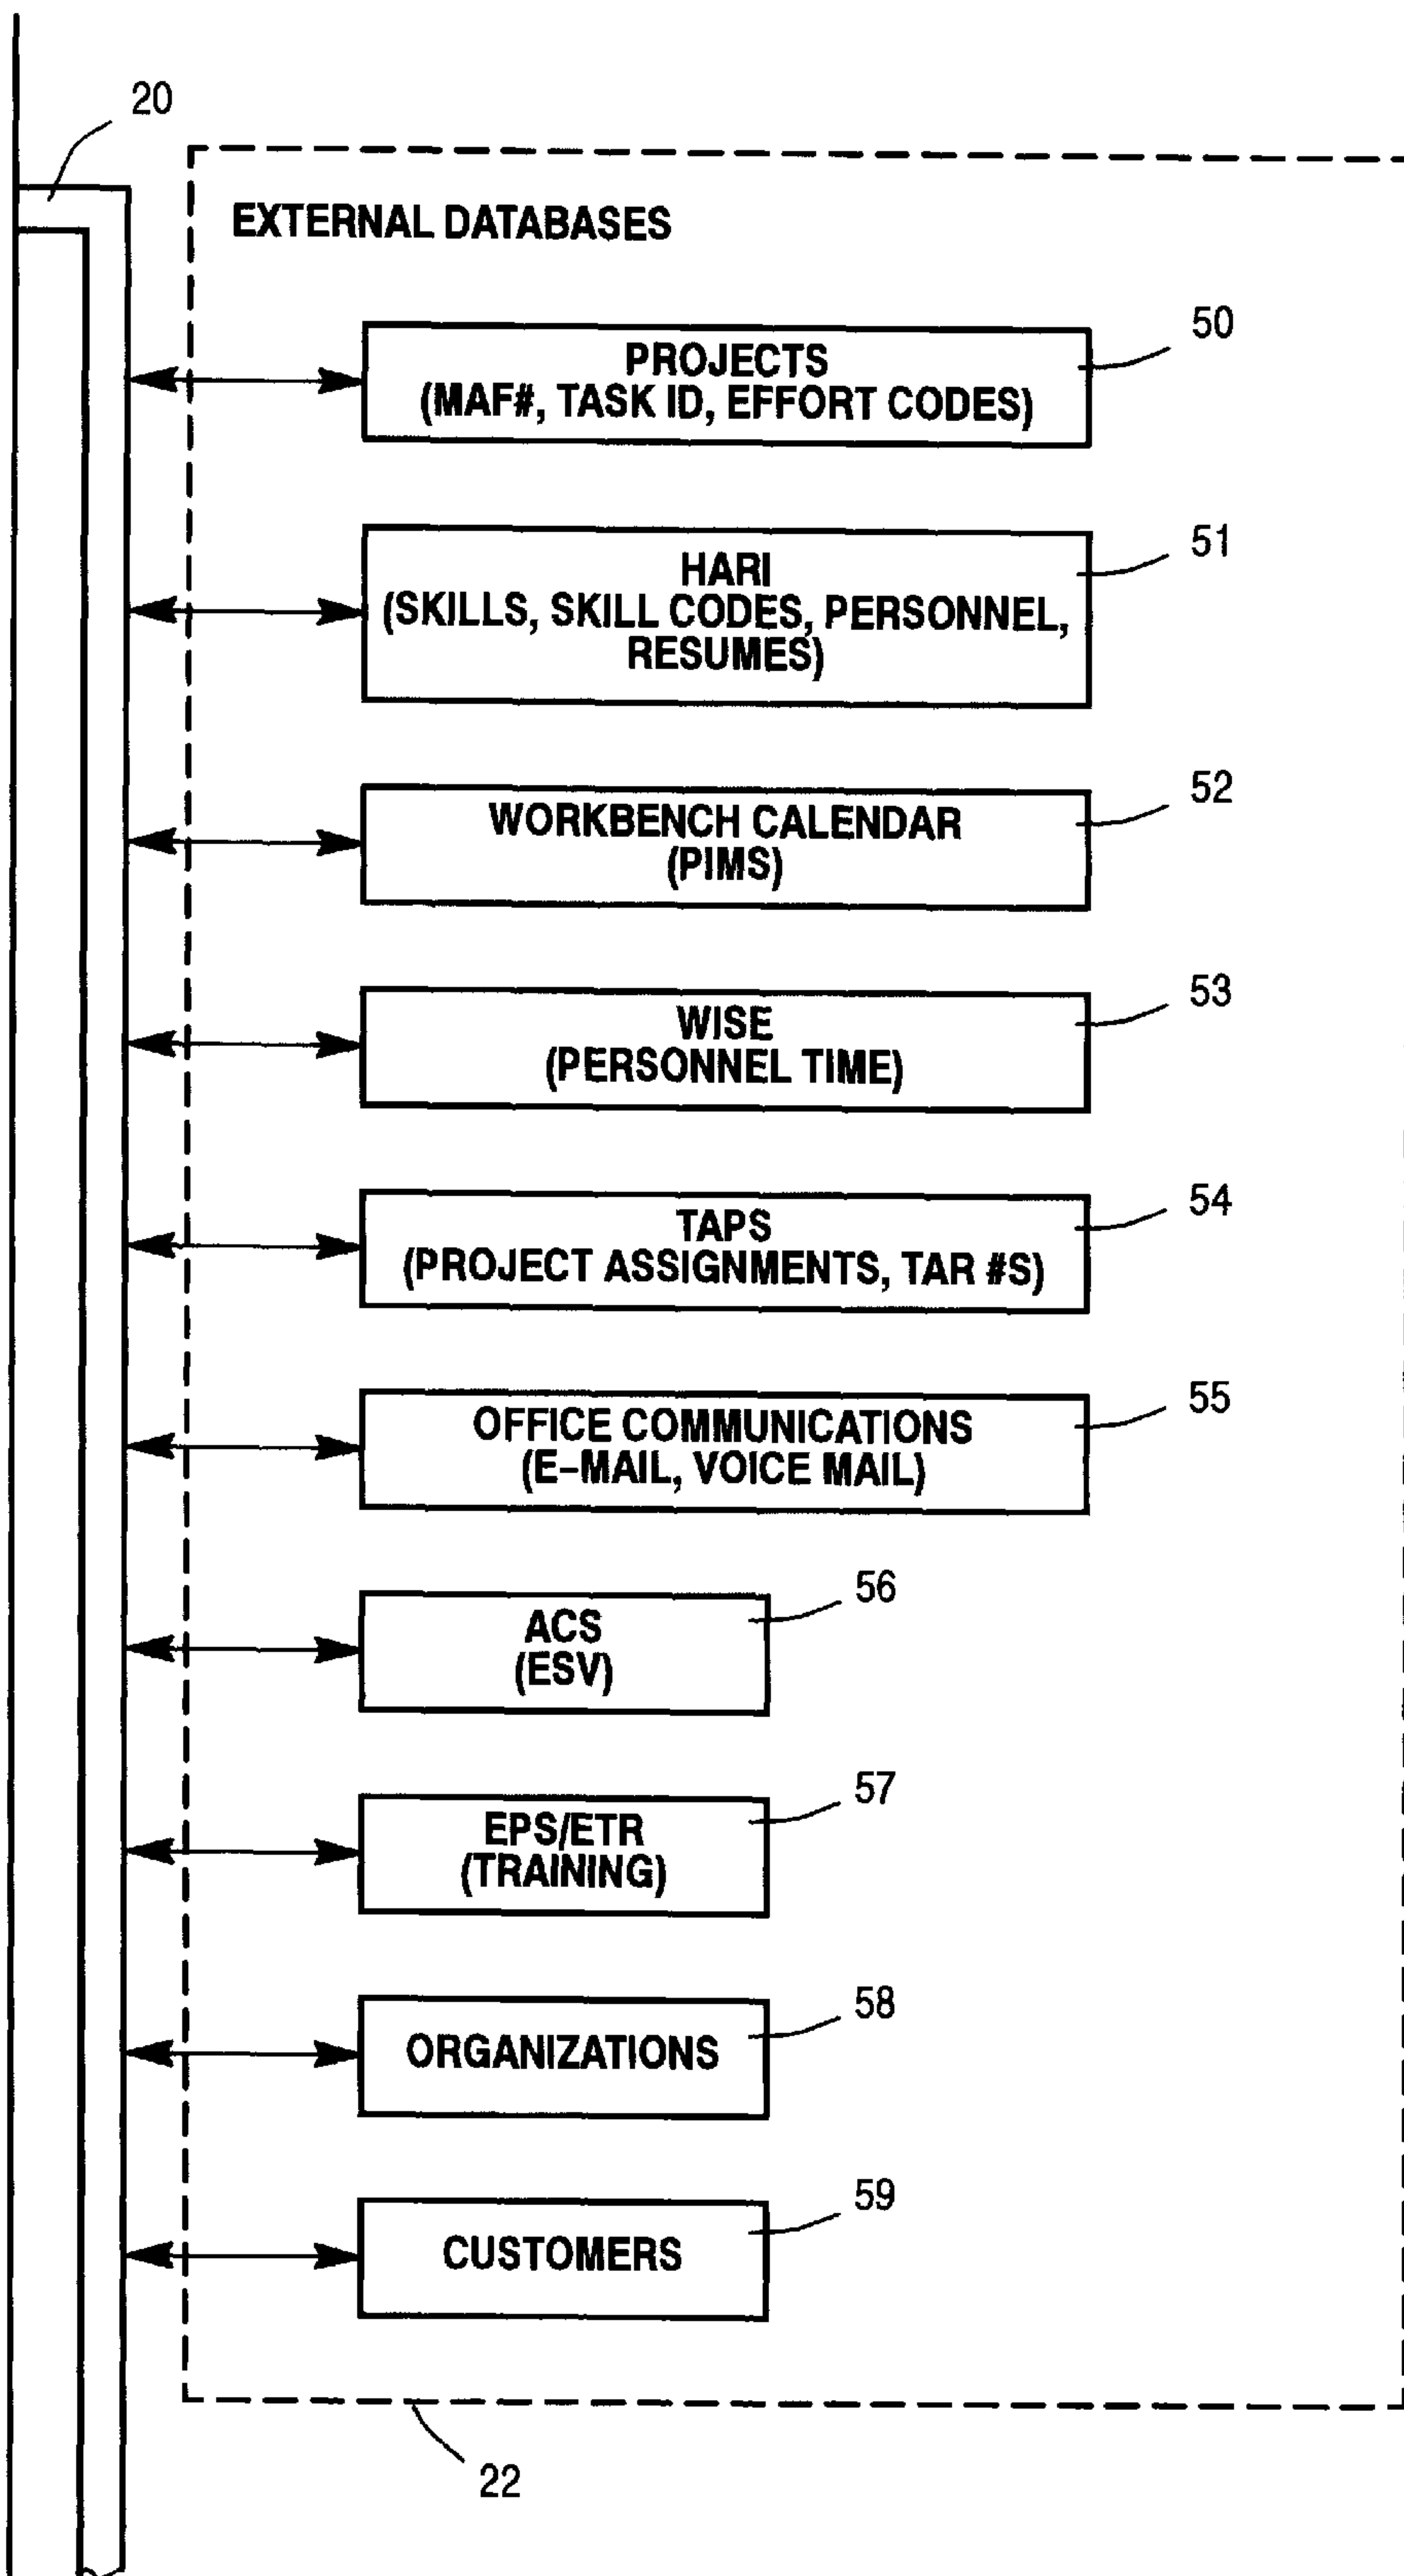 20
EXTERNAL DATABASES
50
PROJECTS
(MAF#, TASK ID, EFFORT CODES)
51
HARI
(SKILLS, SKILL CODES, PERSONNEL,
RESUMES)
52
WORKBENCH CALENDAR
(PIMS)
53
WISE
(PERSONNEL TIME)
54
TAPS
(PROJECT ASSIGNMENTS, TAR #S)
55
OFFICE COMMUNICATIONS
(E-MAIL, VOICE MAIL)
56
ACS
(ESV)
57
EPS/ETR
(TRAINING)
58
ORGANIZATIONS
59
CUSTOMERS
22